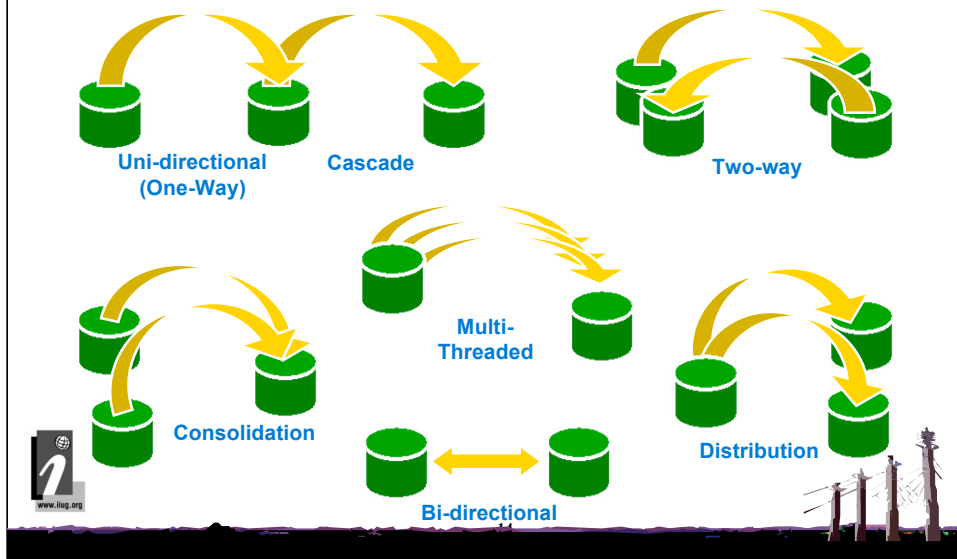 Uni-directional
(One-Way)
Cascade
Two-way
Multi-
Threaded
Consolidation
Distribution
Bi-directional
www.iiug.org